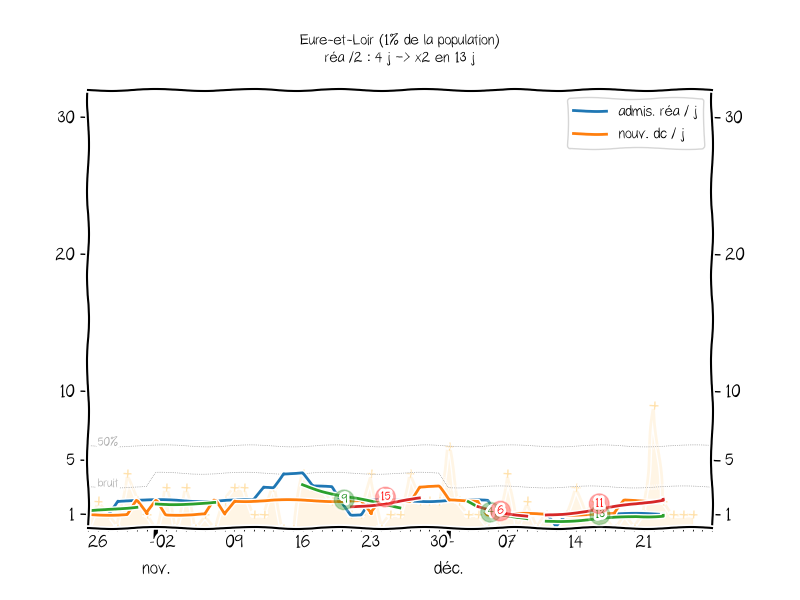 Eure-et-Loir (1% de la population)
réa /2 : 4 j -> x2 en 13 j
admis. réa / j
nouv. dc / j
30 30
20 20
10 10
50%
5 5
bruit
1 1
9 15 6 11 13
26 02 09 16 23 30 07 14 21
nov. déc.